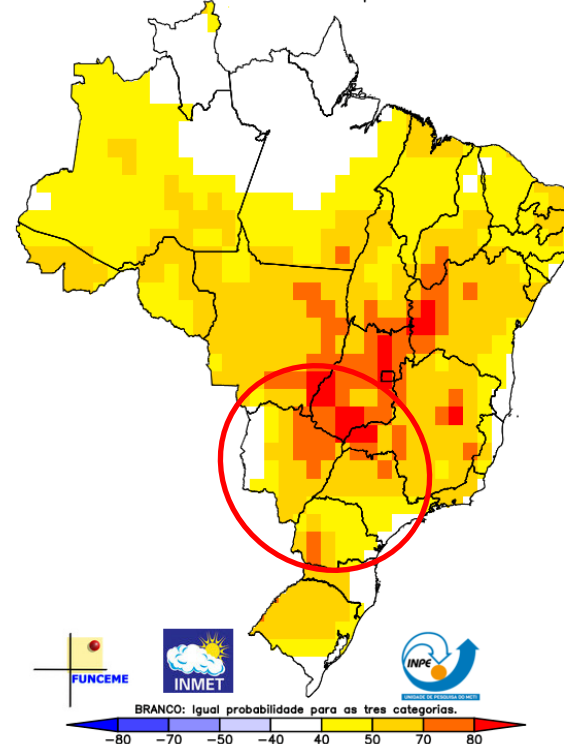 FUNCEME
INMET
INPE
UNIDADE DE PESQUISA DO MCTI
BRANCO: Igual probabilidade para as tres categorias.
-80 -70 -50 -40 40 50 70 80